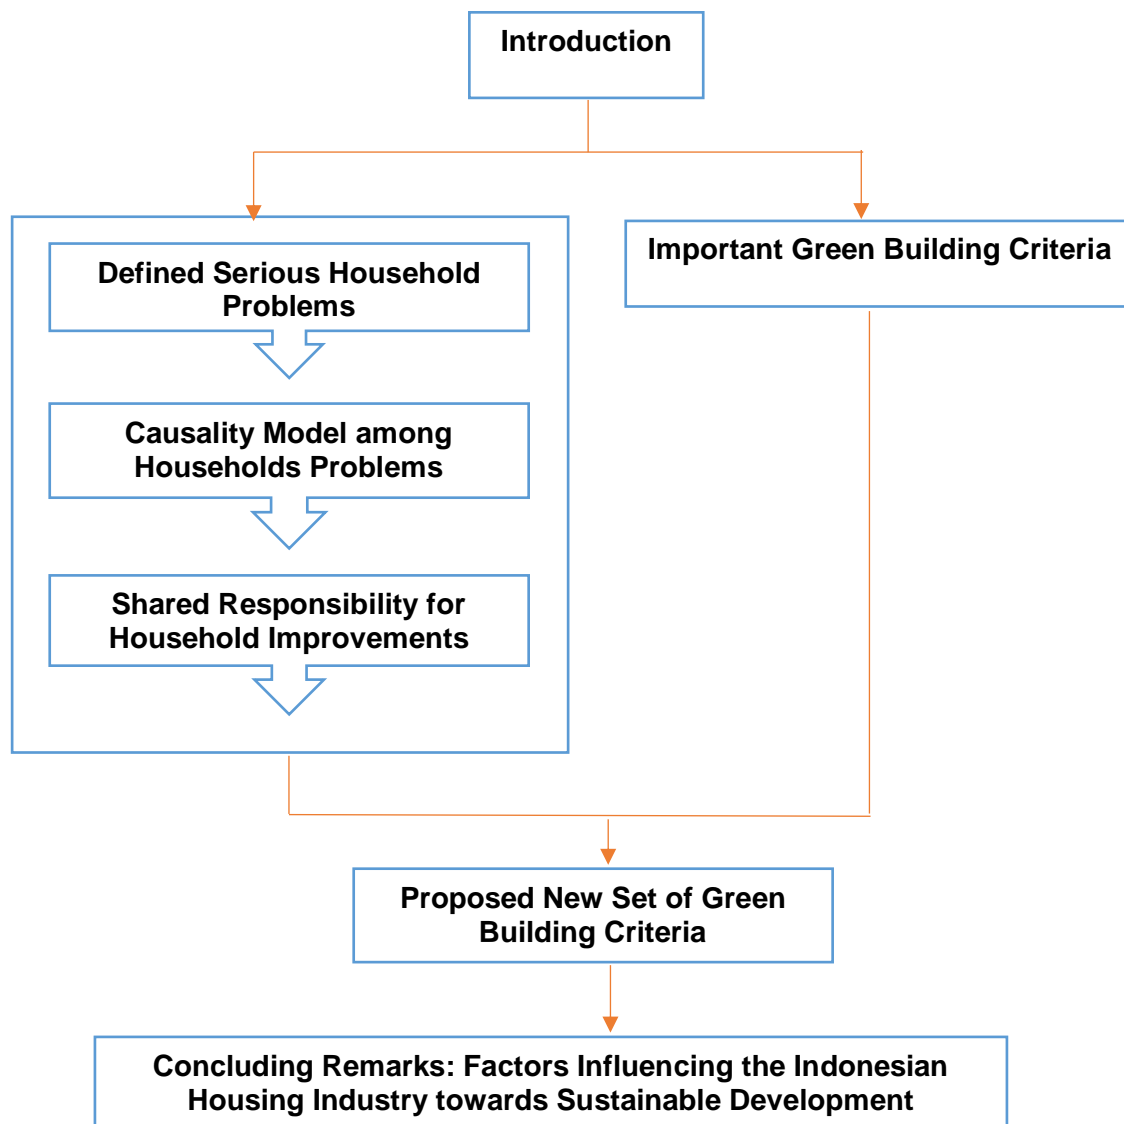 Introduction
Defined Serious Household
Problems
Important Green Building Criteria
Causality Model among
Households Problems
Shared Responsibility for
Household Improvements
Proposed New Set of Green
Building Criteria
Concluding Remarks: Factors Influencing the Indonesian
Housing Industry towards Sustainable Development